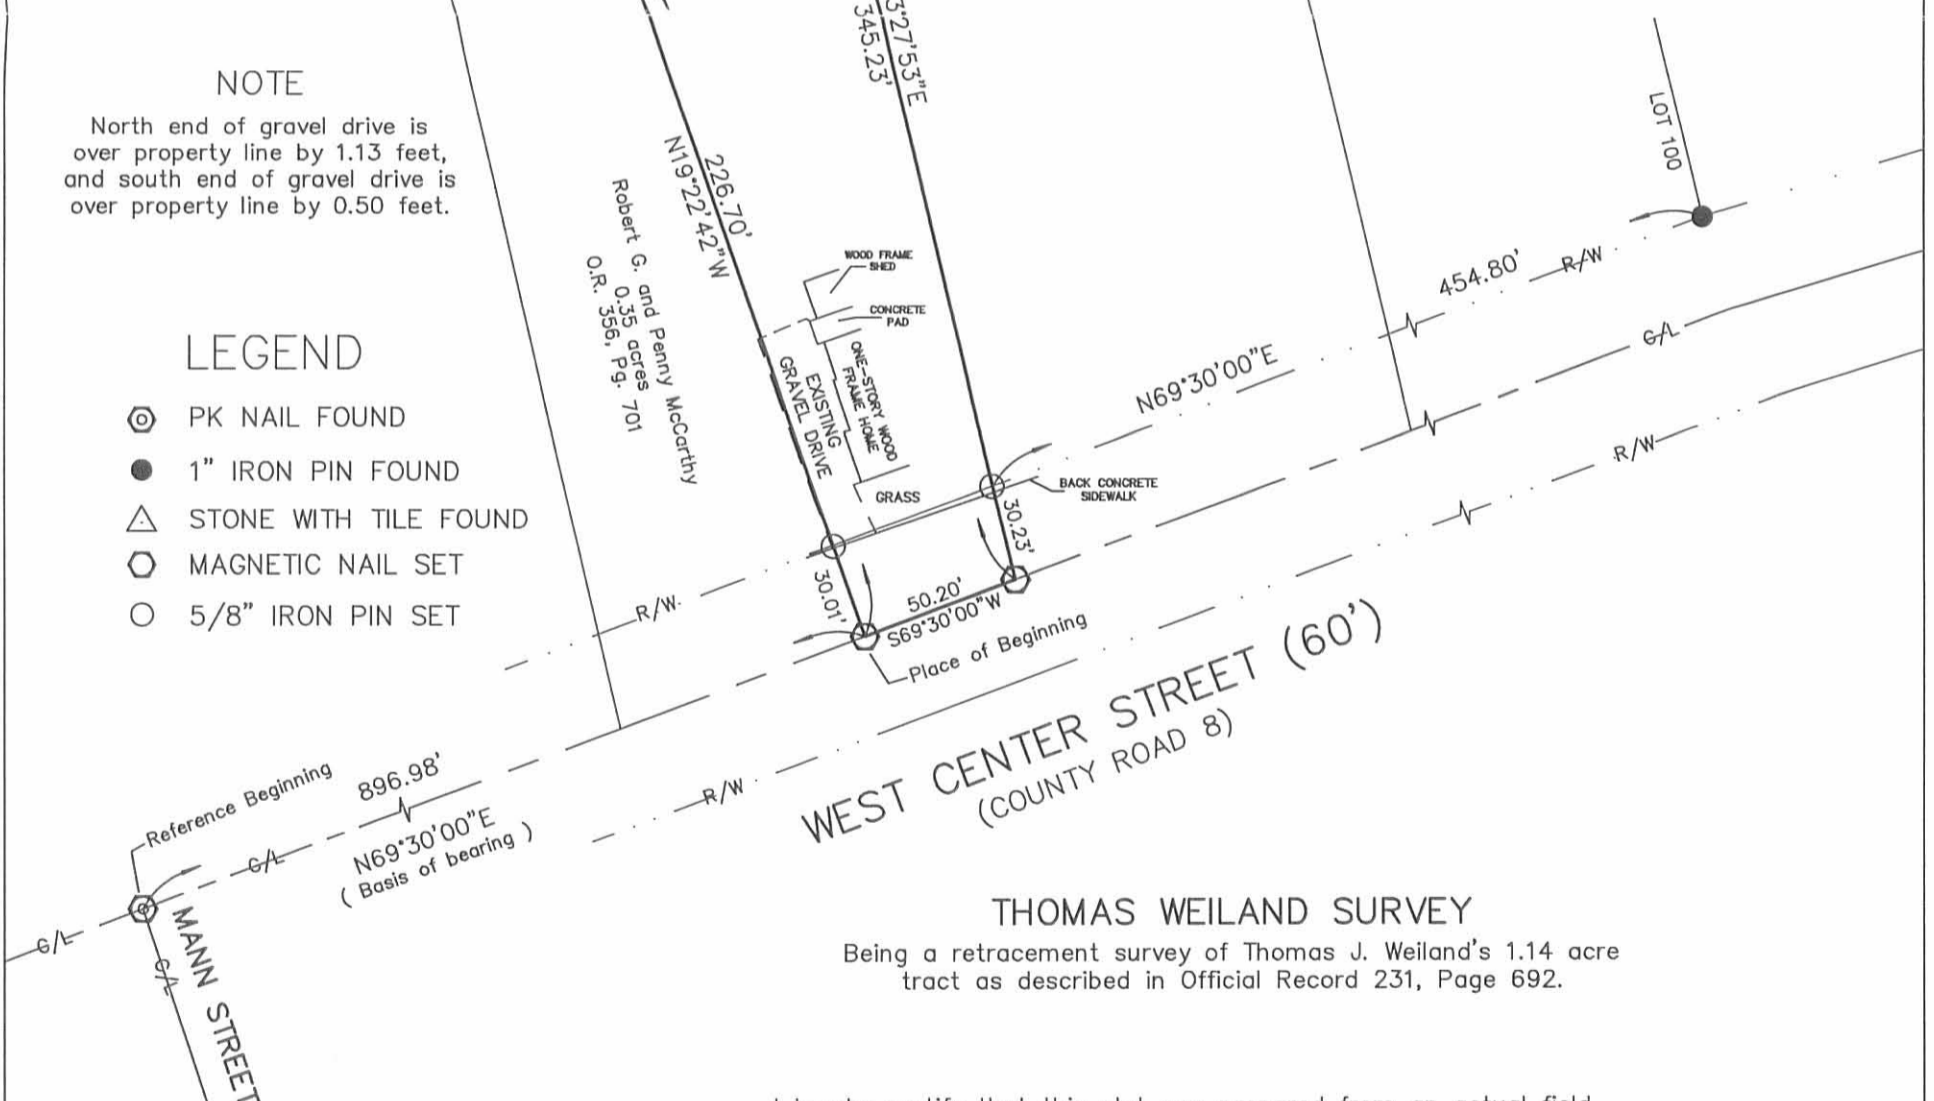 NOTE
North end of gravel drive is
over property line by 1.13 feet,
and south end of gravel drive is
over property line by 0.50 feet.
LEGEND
PK NAIL FOUND
1" IRON PIN FOUND
STONE WITH TILE FOUND
MAGNETIC NAIL SET
5/8" IRON PIN SET
3°27'53"E
345.23'
226.70'
N19°22'42"W
Robert G. and Penny McCarthy
0.35 acres
O.R. 356, Pg. 701
WOOD FRAME
SHED
CONCRETE
PAD
ONE-STORY WOOD
FRAME HOME
EXISTING
GRAVEL DRIVE
GRASS
BACK CONCRETE
SIDEWALK
LOT 100
454.80'
R/W
N69°30'00"E
C/L
R/W
30.23'
30.01'
50.20'
S69°30'00"W
Place of Beginning
R/W
R/W
WEST CENTER STREET (60')
(COUNTY ROAD 8)
Reference Beginning
896.98'
N69°30'00"E
( Basis of bearing )
C/L
C/L
C/L
MANN STREET
THOMAS WEILAND SURVEY
Being a retracement survey of Thomas J. Weiland's 1.14 acre
tract as described in Official Record 231, Page 692.